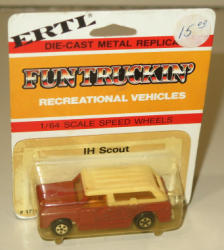 ERTL
15.00
DIE-CAST METAL REPLICA
FUN TRUCKIN'
RECREATIONAL VEHICLES
1/64 SCALE SPEED WHEELS
IH Scout